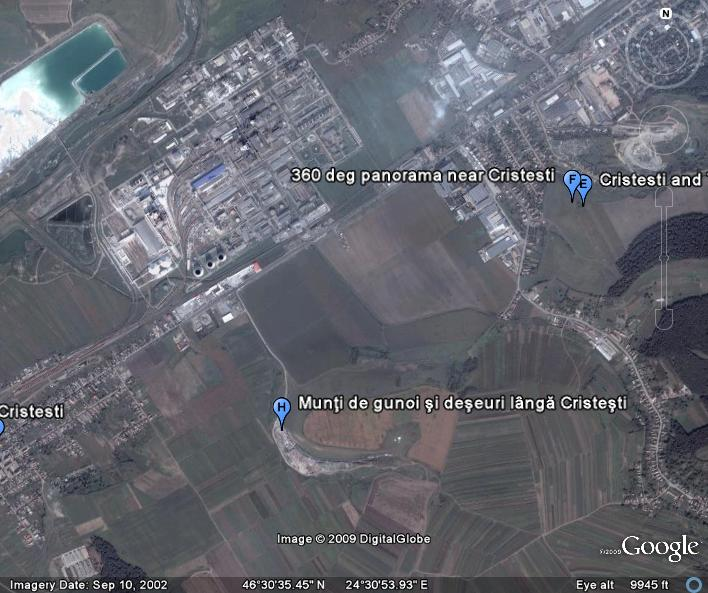 N
360 deg panorama near Cristesti
F
E
Cristesti and
H
Munţi de gunoi şi deşeuri lângă Cristeşti
Cristesti
Image © 2009 DigitalGlobe
©2009 Google
Imagery Date: Sep 10, 2002 46°30'35.45" N 24°30'53.93" E Eye alt 9945 ft